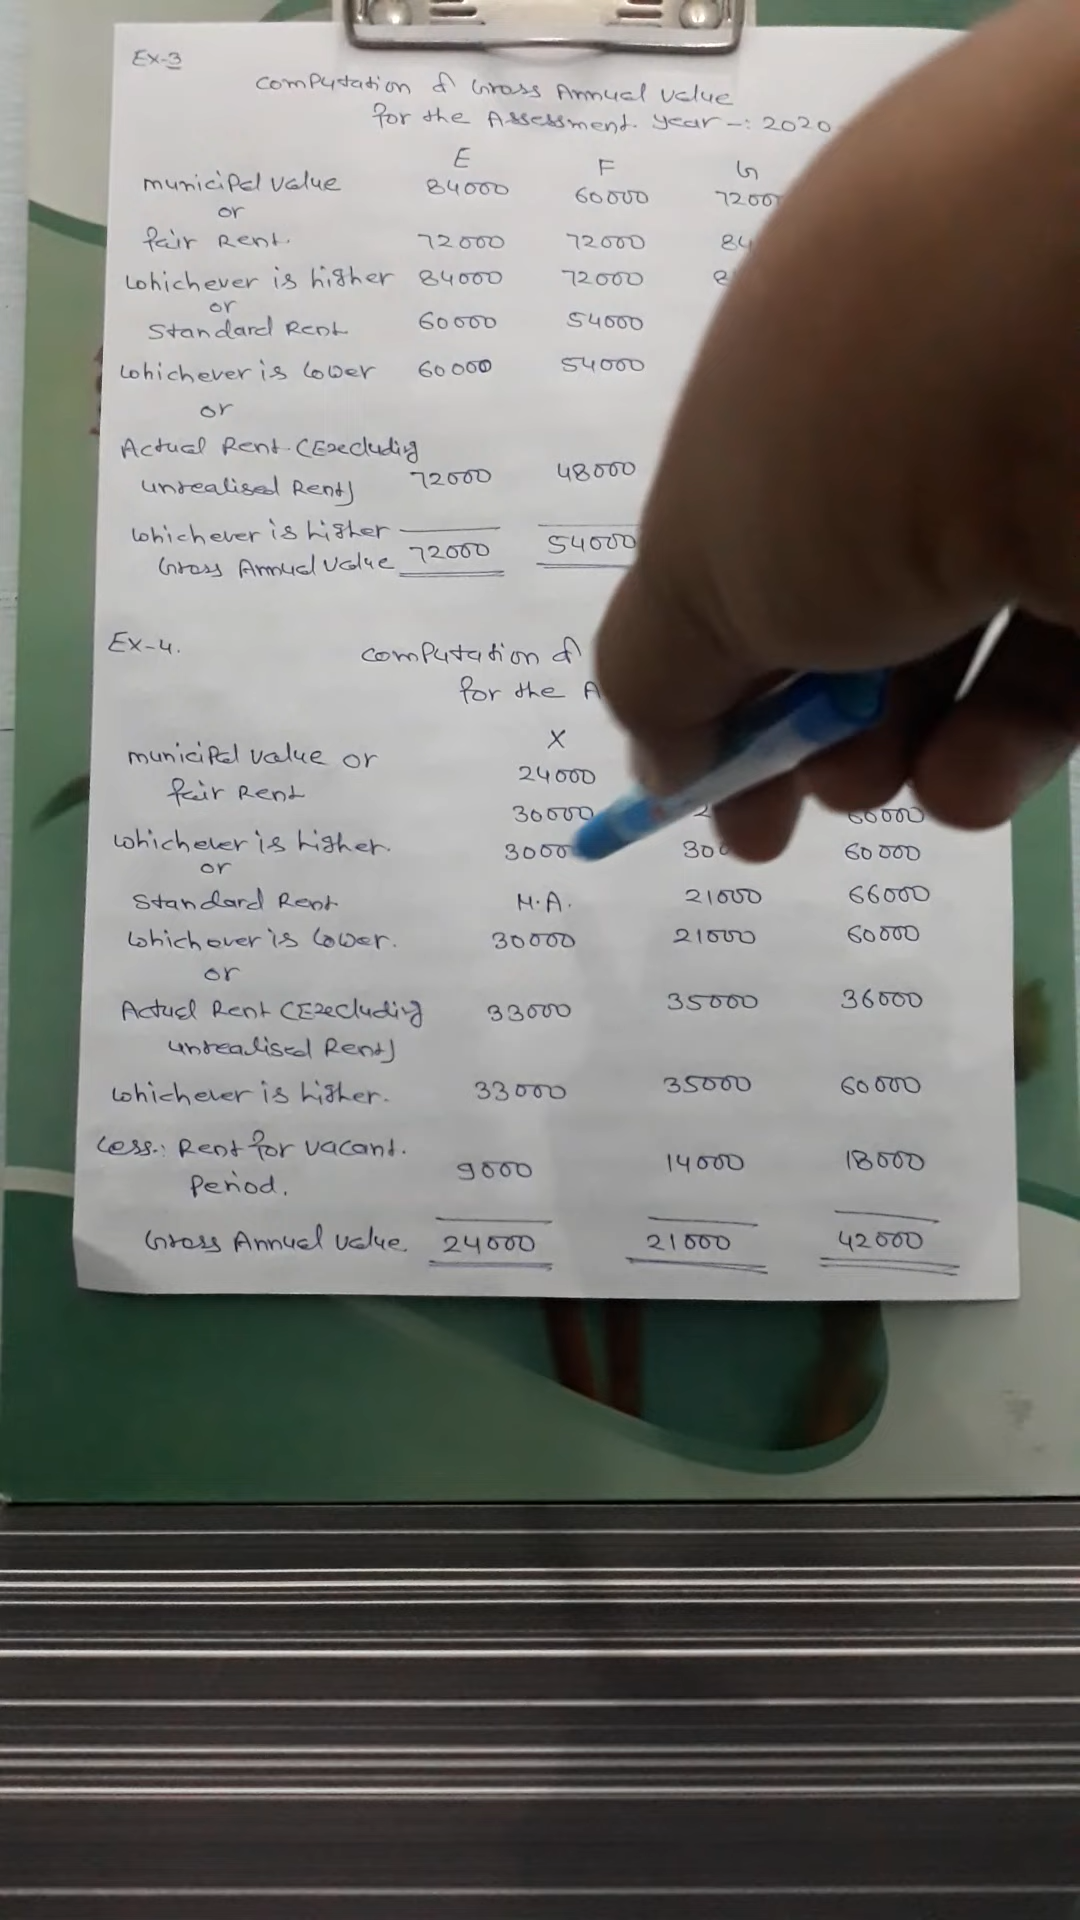 Ex-3
Computation of Gross Annual Value
for the Assessment year -: 2020
E F G
municipal value 84000 60000
or
fair Rent. 72000 72000
whichever is higher 84000 72000
or
Standard Rent 60000 54000
whichever is lower 60000 54000
or
Actual Rent (Excluding
unrealised Rent) 72000 48000
whichever is higher
Gross Annual Value 72000 54000
Ex-4.
Computation of
for the
X
municipal value or 24000
fair Rent 30000 60000
whichever is higher. 60000
or
Standard Rent N.A. 21000 66000
whichever is lower. 30000 21000 60000
or
Actual Rent (Excluding 33000 35000 36000
unrealised Rent)
whichever is higher. 33000 35000 60000
Less.: Rent for vacant. 9000 14000 18000
Period.
Gross Annual Value. 24000 21000 42000